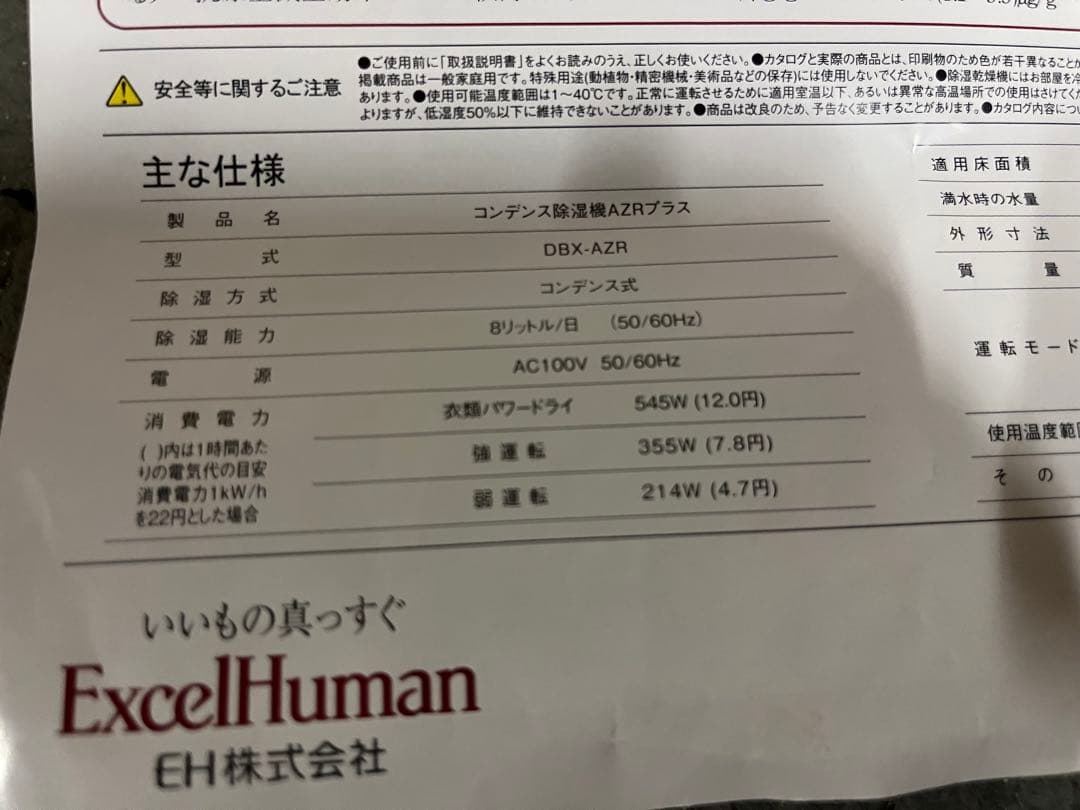 ●ご使用前に「取扱説明書」をよくお読みのうえ、正しくお使いください。●カタログと実際の商品とは、印刷物のため色が若干異なることが
掲載商品は一般家庭用です。特殊用途(動植物・精密機械・美術品などの保存)には使用しないでください。●除湿乾燥機にはお部屋を冷
安全等に関するご注意
あります。●使用可能温度範囲は1〜40℃です。正常に運転させるために適用室温以下、あるいは異常な高温場所での使用はさけてくだ
よりますが、低湿度50%以下に維持できないことがあります。●商品は改良のため、予告なく変更することがあります。●カタログ内容につ
主な仕様
製品名 コンデンス除湿機AZRプラス
型式 DBX-AZR
除湿方式 コンデンス式
除湿能力 8リットル/日 (50/60Hz)
電源 AC100V 50/60Hz
消費電力 衣類パワードライ 545W (12.0円)
( )内は1時間あた
りの電気代の目安
消費電力1kW/h
を22円とした場合
強運転 355W (7.8円)
弱運転 214W (4.7円)
適用床面積
満水時の水量
外形寸法
質量
運転モード
使用温度範囲
その
いいもの真っすぐ
ExcelHuman
EH株式会社